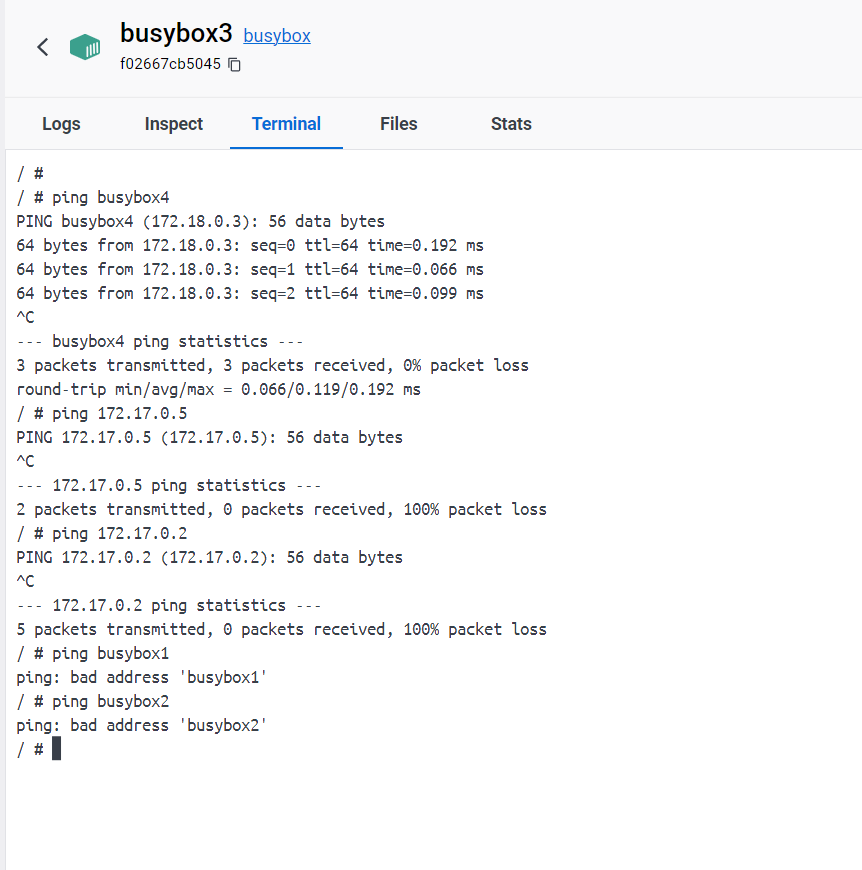 busybox3 busybox
f02667cb5045
Logs Inspect Terminal Files Stats
/ #
/ # ping busybox4
PING busybox4 (172.18.0.3): 56 data bytes
64 bytes from 172.18.0.3: seq=0 ttl=64 time=0.192 ms
64 bytes from 172.18.0.3: seq=1 ttl=64 time=0.066 ms
64 bytes from 172.18.0.3: seq=2 ttl=64 time=0.099 ms
^C
--- busybox4 ping statistics ---
3 packets transmitted, 3 packets received, 0% packet loss
round-trip min/avg/max = 0.066/0.119/0.192 ms
/ # ping 172.17.0.5
PING 172.17.0.5 (172.17.0.5): 56 data bytes
^C
--- 172.17.0.5 ping statistics ---
2 packets transmitted, 0 packets received, 100% packet loss
/ # ping 172.17.0.2
PING 172.17.0.2 (172.17.0.2): 56 data bytes
^C
--- 172.17.0.2 ping statistics ---
5 packets transmitted, 0 packets received, 100% packet loss
/ # ping busybox1
ping: bad address 'busybox1'
/ # ping busybox2
ping: bad address 'busybox2'
/ #